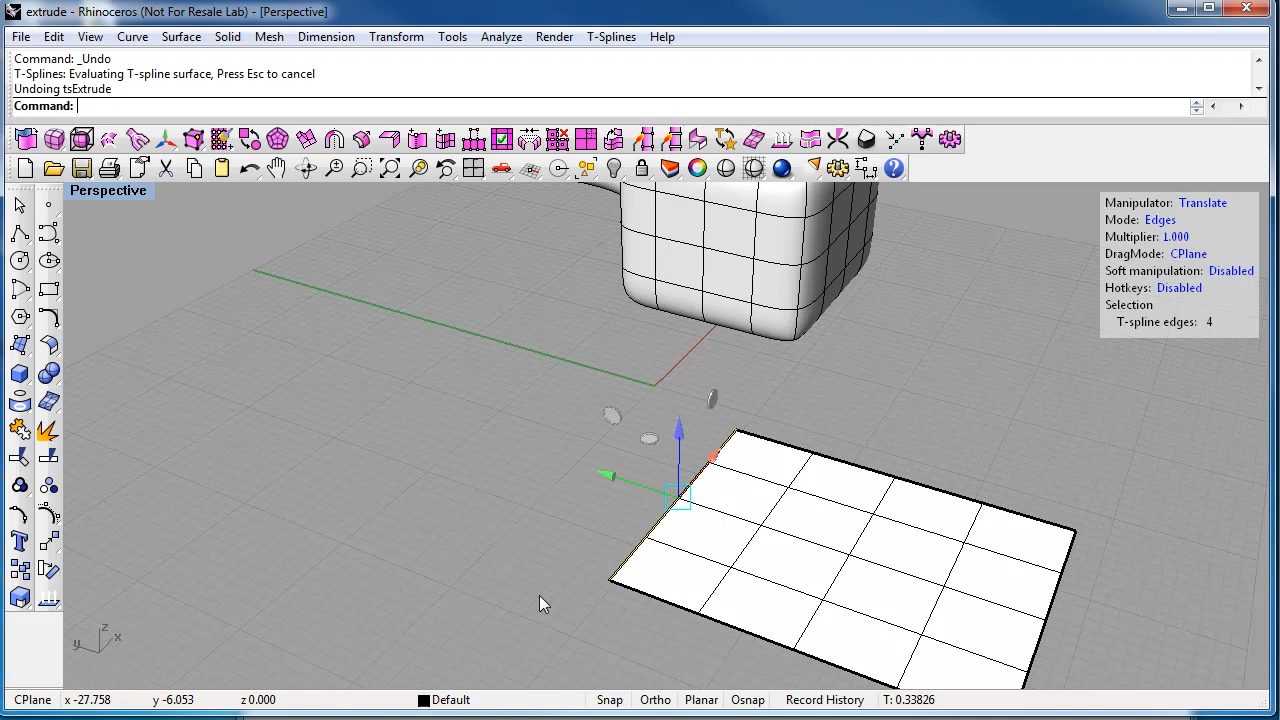 extrude - Rhinoceros (Not For Resale Lab) - [Perspective]
File Edit View Curve Surface Solid Mesh Dimension Transform Tools Analyze Render T-Splines Help
Command: _Undo
T-Splines: Evaluating T-spline surface, Press Esc to cancel
Undoing tsExtrude
Command:
Perspective
Manipulator: Translate
Mode: Edges
Multiplier: 1.000
DragMode: CPlane
Soft manipulation: Disabled
Hotkeys: Disabled
Selection
T-spline edges: 4
z
y x
CPlane x -27.758 y -6.053 z 0.000 Default Snap Ortho Planar Osnap Record History T: 0.33826